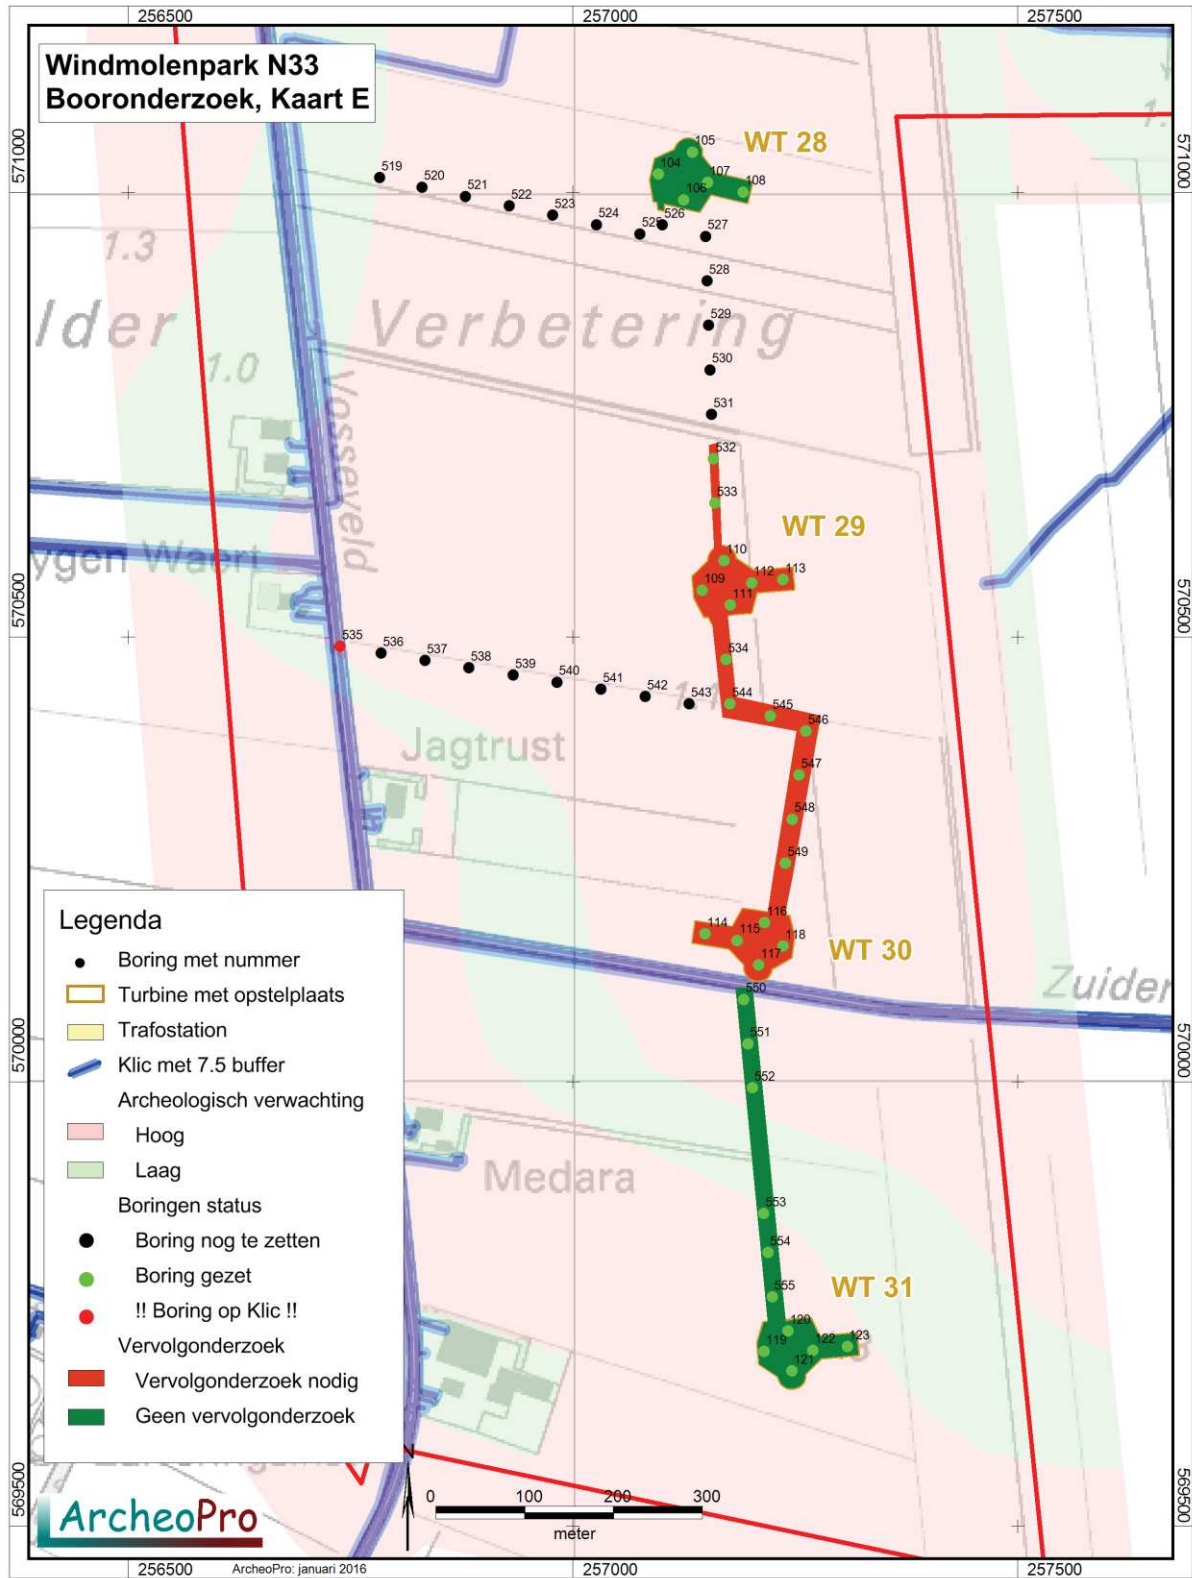 256500
257000
257500
Windmolenpark N33
Booronderzoek, Kaart E
571000
571000
WT 28
105
104
107
106
108
519
520
521
522
523
524
525
526
527
528
529
530
531
1.3
1.
lder
Verbetering
1.0
Vosseveld
532
533
WT 29
110
109
112
113
111
ygen Waert
570500
570500
535
536
537
538
539
540
541
542
543
534
544
545
546
547
548
549
Jagtrust
116
114
115
118
117
WT 30
Zuider
550
551
552
570000
570000
Medara
553
554
555
WT 31
120
119
122
123
121
Legenda
Boring met nummer
Turbine met opstelplaats
Trafostation
Klic met 7.5 buffer
Archeologisch verwachting
Hoog
Laag
Boringen status
Boring nog te zetten
Boring gezet
!! Boring op Klic !!
Vervolgonderzoek
Vervolgonderzoek nodig
Geen vervolgonderzoek
N
0 100 200 300
meter
569500
569500
ArcheoPro
ArcheoPro: januari 2016
256500
257000
257500